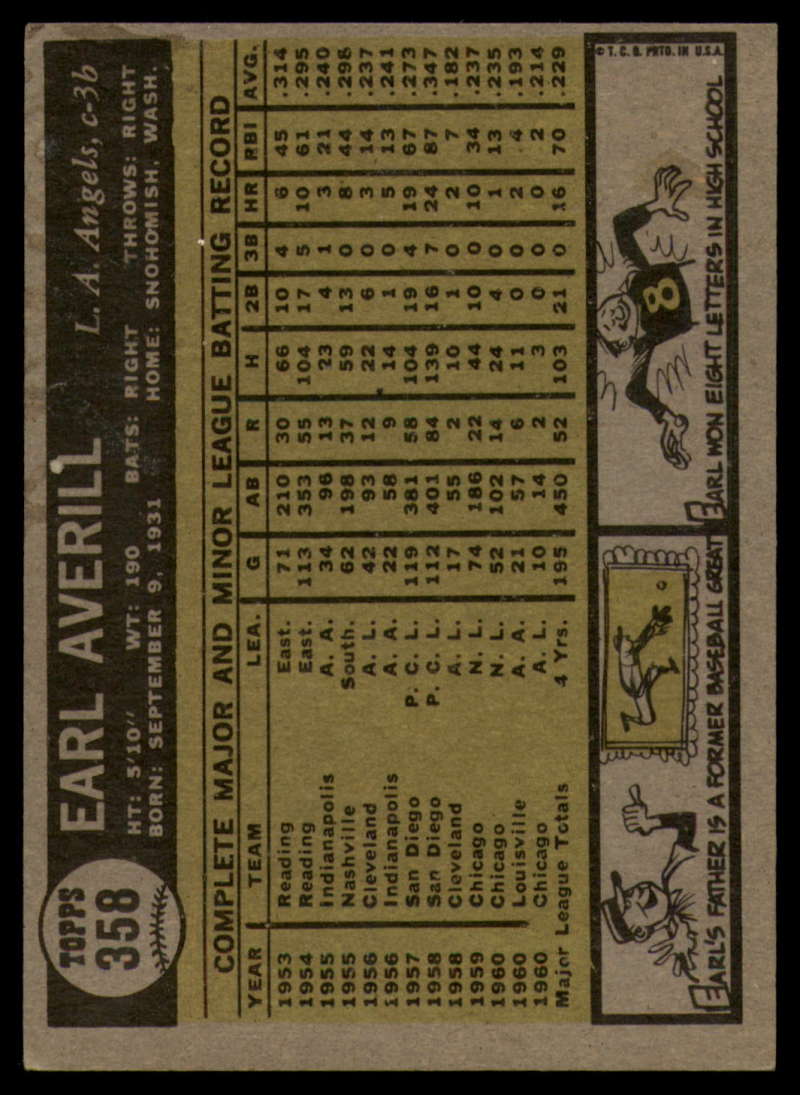 TOPPS
358
EARL AVERILL L. A. Angels, c-3b
HT: 5'10" WT: 190 BATS: RIGHT THROWS: RIGHT
BORN: SEPTEMBER 9, 1931 HOME: SNOHOMISH, WASH.
COMPLETE MAJOR AND MINOR LEAGUE BATTING RECORD
YEAR TEAM LEA. G AB R H 2B 3B HR RBI AVG.
1953 Reading East. 71 210 30 66 10 4 6 45 .314
1954 Reading East. 113 353 55 104 17 5 10 61 .295
1955 Indianapolis A. A. 34 96 13 23 4 1 3 21 .240
1955 Nashville South. 62 198 37 59 13 0 8 44 .298
1956 Cleveland A. L. 42 93 12 22 6 0 3 14 .237
1956 Indianapolis A. A. 22 58 9 14 1 0 5 13 .241
1957 San Diego P. C. L. 119 381 58 104 19 4 19 67 .273
1958 San Diego P. C. L. 112 401 84 139 16 7 24 87 .347
1958 Cleveland A. L. 17 55 2 10 1 0 2 7 .182
1959 Chicago N. L. 74 186 22 44 10 0 10 34 .237
1960 Chicago N. L. 52 102 14 24 4 0 1 13 .235
1960 Louisville A. A. 21 57 6 11 0 0 2 4 .193
1960 Chicago A. L. 10 14 2 3 0 0 0 2 .214
Major League Totals 4 Yrs. 195 450 52 103 21 0 16 70 .229
© T. C. G. PRTD. IN U.S.A.
8
EARL'S FATHER IS A FORMER BASEBALL GREAT
EARL WON EIGHT LETTERS IN HIGH SCHOOL